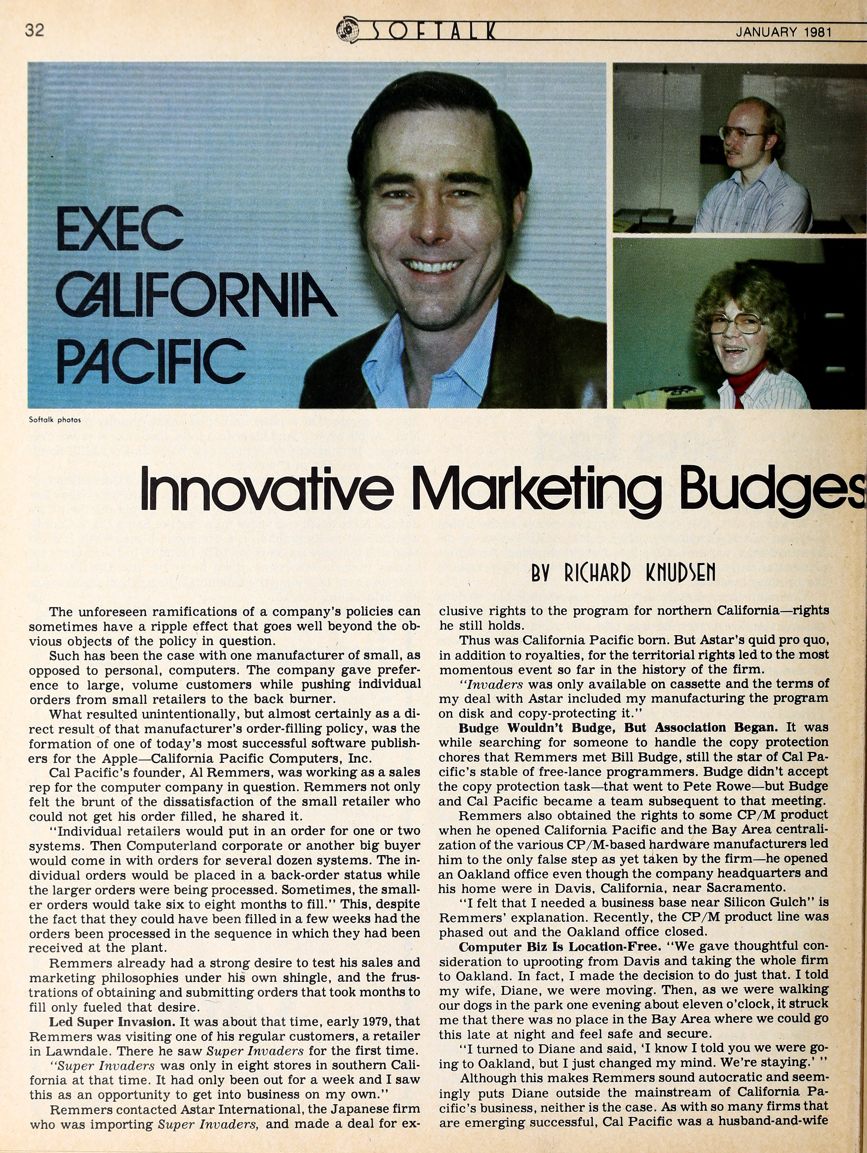 32
SOFTALK
JANUARY 1981
EXEC
CALIFORNIA
PACIFIC
Softalk photos
Innovative Marketing Budges
BY RICHARD KNUDSEN
The unforeseen ramifications of a company's policies can
sometimes have a ripple effect that goes well beyond the ob-
vious objects of the policy in question.
Such has been the case with one manufacturer of small, as
opposed to personal, computers. The company gave prefer-
ence to large, volume customers while pushing individual
orders from small retailers to the back burner.
What resulted unintentionally, but almost certainly as a di-
rect result of that manufacturer's order-filling policy, was the
formation of one of today's most successful software publish-
ers for the Apple—California Pacific Computers, Inc.
Cal Pacific's founder, Al Remmers, was working as a sales
rep for the computer company in question. Remmers not only
felt the brunt of the dissatisfaction of the small retailer who
could not get his order filled, he shared it.
"Individual retailers would put in an order for one or two
systems. Then Computerland corporate or another big buyer
would come in with orders for several dozen systems. The in-
dividual orders would be placed in a back-order status while
the larger orders were being processed. Sometimes, the small-
er orders would take six to eight months to fill." This, despite
the fact that they could have been filled in a few weeks had the
orders been processed in the sequence in which they had been
received at the plant.
Remmers already had a strong desire to test his sales and
marketing philosophies under his own shingle, and the frus-
trations of obtaining and submitting orders that took months to
fill only fueled that desire.
Led Super Invasion. It was about that time, early 1979, that
Remmers was visiting one of his regular customers, a retailer
in Lawndale. There he saw Super Invaders for the first time.
"Super Invaders was only in eight stores in southern Cali-
fornia at that time. It had only been out for a week and I saw
this as an opportunity to get into business on my own."
Remmers contacted Astar International, the Japanese firm
who was importing Super Invaders, and made a deal for ex-
clusive rights to the program for northern California—rights
he still holds.
Thus was California Pacific born. But Astar's quid pro quo,
in addition to royalties, for the territorial rights led to the most
momentous event so far in the history of the firm.
"Invaders was only available on cassette and the terms of
my deal with Astar included my manufacturing the program
on disk and copy-protecting it."
Budge Wouldn't Budge, But Association Began. It was
while searching for someone to handle the copy protection
chores that Remmers met Bill Budge, still the star of Cal Pa-
cific's stable of free-lance programmers. Budge didn't accept
the copy protection task—that went to Pete Rowe—but Budge
and Cal Pacific became a team subsequent to that meeting.
Remmers also obtained the rights to some CP/M product
when he opened California Pacific and the Bay Area centrali-
zation of the various CP/M-based hardware manufacturers led
him to the only false step as yet taken by the firm—he opened
an Oakland office even though the company headquarters and
his home were in Davis, California, near Sacramento.
"I felt that I needed a business base near Silicon Gulch" is
Remmers' explanation. Recently, the CP/M product line was
phased out and the Oakland office closed.
Computer Biz Is Location-Free. "We gave thoughtful con-
sideration to uprooting from Davis and taking the whole firm
to Oakland. In fact, I made the decision to do just that. I told
my wife, Diane, we were moving. Then, as we were walking
our dogs in the park one evening about eleven o'clock, it struck
me that there was no place in the Bay Area where we could go
this late at night and feel safe and secure.
"I turned to Diane and said, 'I know I told you we were go-
ing to Oakland, but I just changed my mind. We're staying.' "
Although this makes Remmers sound autocratic and seem-
ingly puts Diane outside the mainstream of California Pa-
cific's business, neither is the case. As with so many firms that
are emerging successful, Cal Pacific was a husband-and-wife